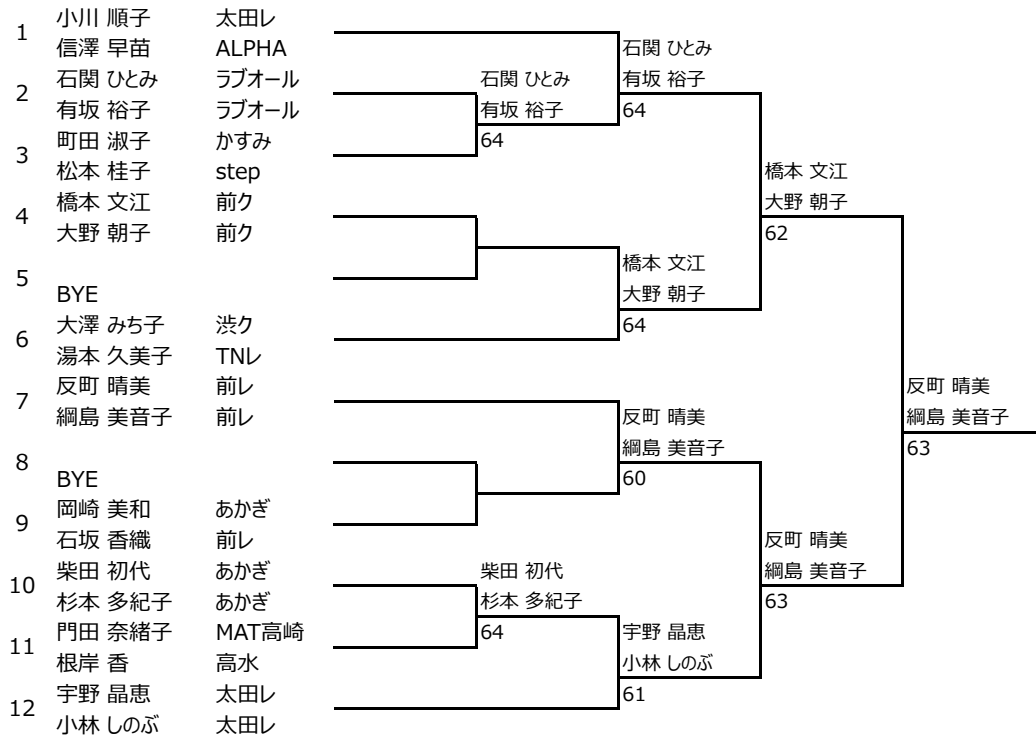 1
小川 順子 太田レ
信澤 早苗 ALPHA
2
石関 ひとみ ラブオール
有坂 裕子 ラブオール
3
町田 淑子 かすみ
松本 桂子 step
4
橋本 文江 前ク
大野 朝子 前ク
5
BYE
6
大澤 みち子 渋ク
湯本 久美子 TNレ
7
反町 晴美 前レ
綱島 美音子 前レ
8
BYE
9
岡崎 美和 あかぎ
石坂 香織 前レ
10
柴田 初代 あかぎ
杉本 多紀子 あかぎ
11
門田 奈緒子 MAT高崎
根岸 香 高水
12
宇野 晶恵 太田レ
小林 しのぶ 太田レ
石関 ひとみ
有坂 裕子
64
柴田 初代
杉本 多紀子
64
石関 ひとみ
有坂 裕子
64
橋本 文江
大野 朝子
64
反町 晴美
綱島 美音子
60
宇野 晶恵
小林 しのぶ
61
橋本 文江
大野 朝子
62
反町 晴美
綱島 美音子
63
反町 晴美
綱島 美音子
63